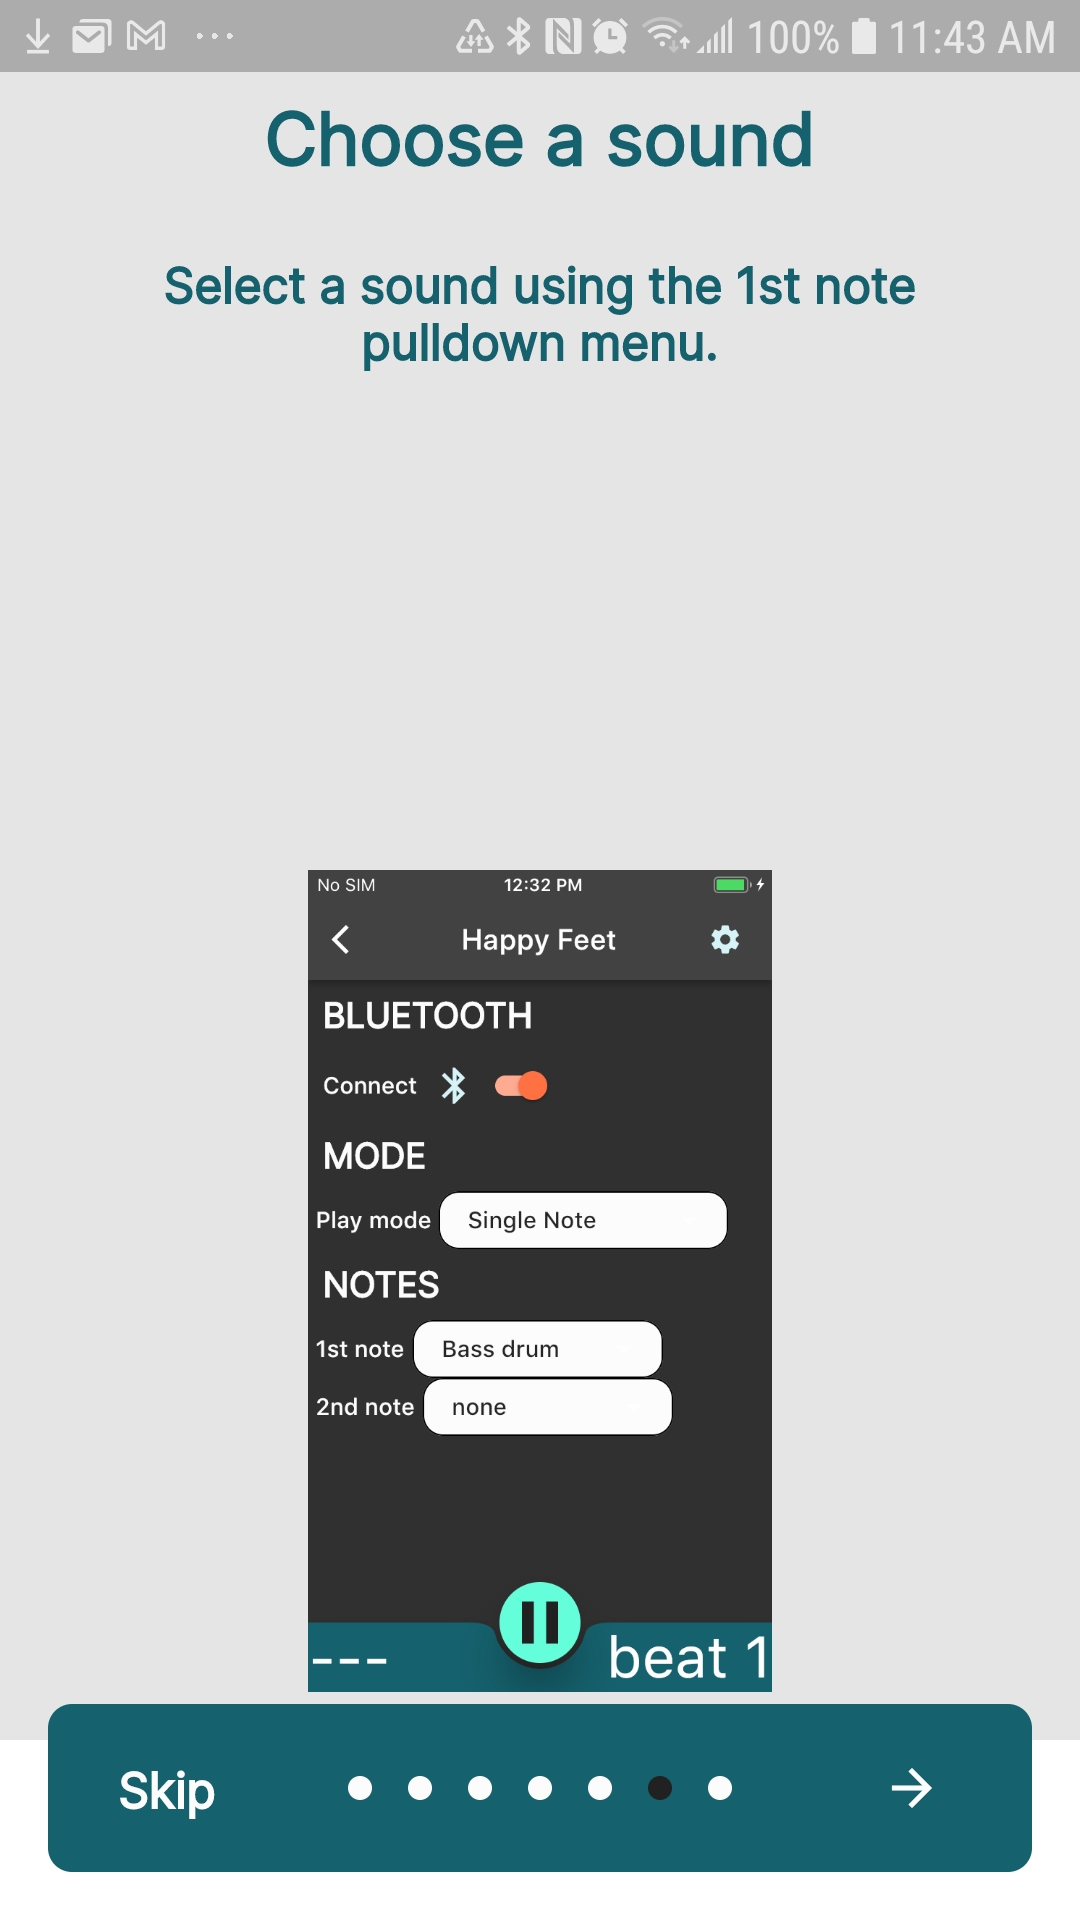 100% 11:43 AM
Choose a sound
Select a sound using the 1st note
pulldown menu.
No SIM 12:32 PM
Happy Feet
BLUETOOTH
Connect
MODE
Play mode Single Note
NOTES
1st note Bass drum
2nd note none
--- beat 1
Skip